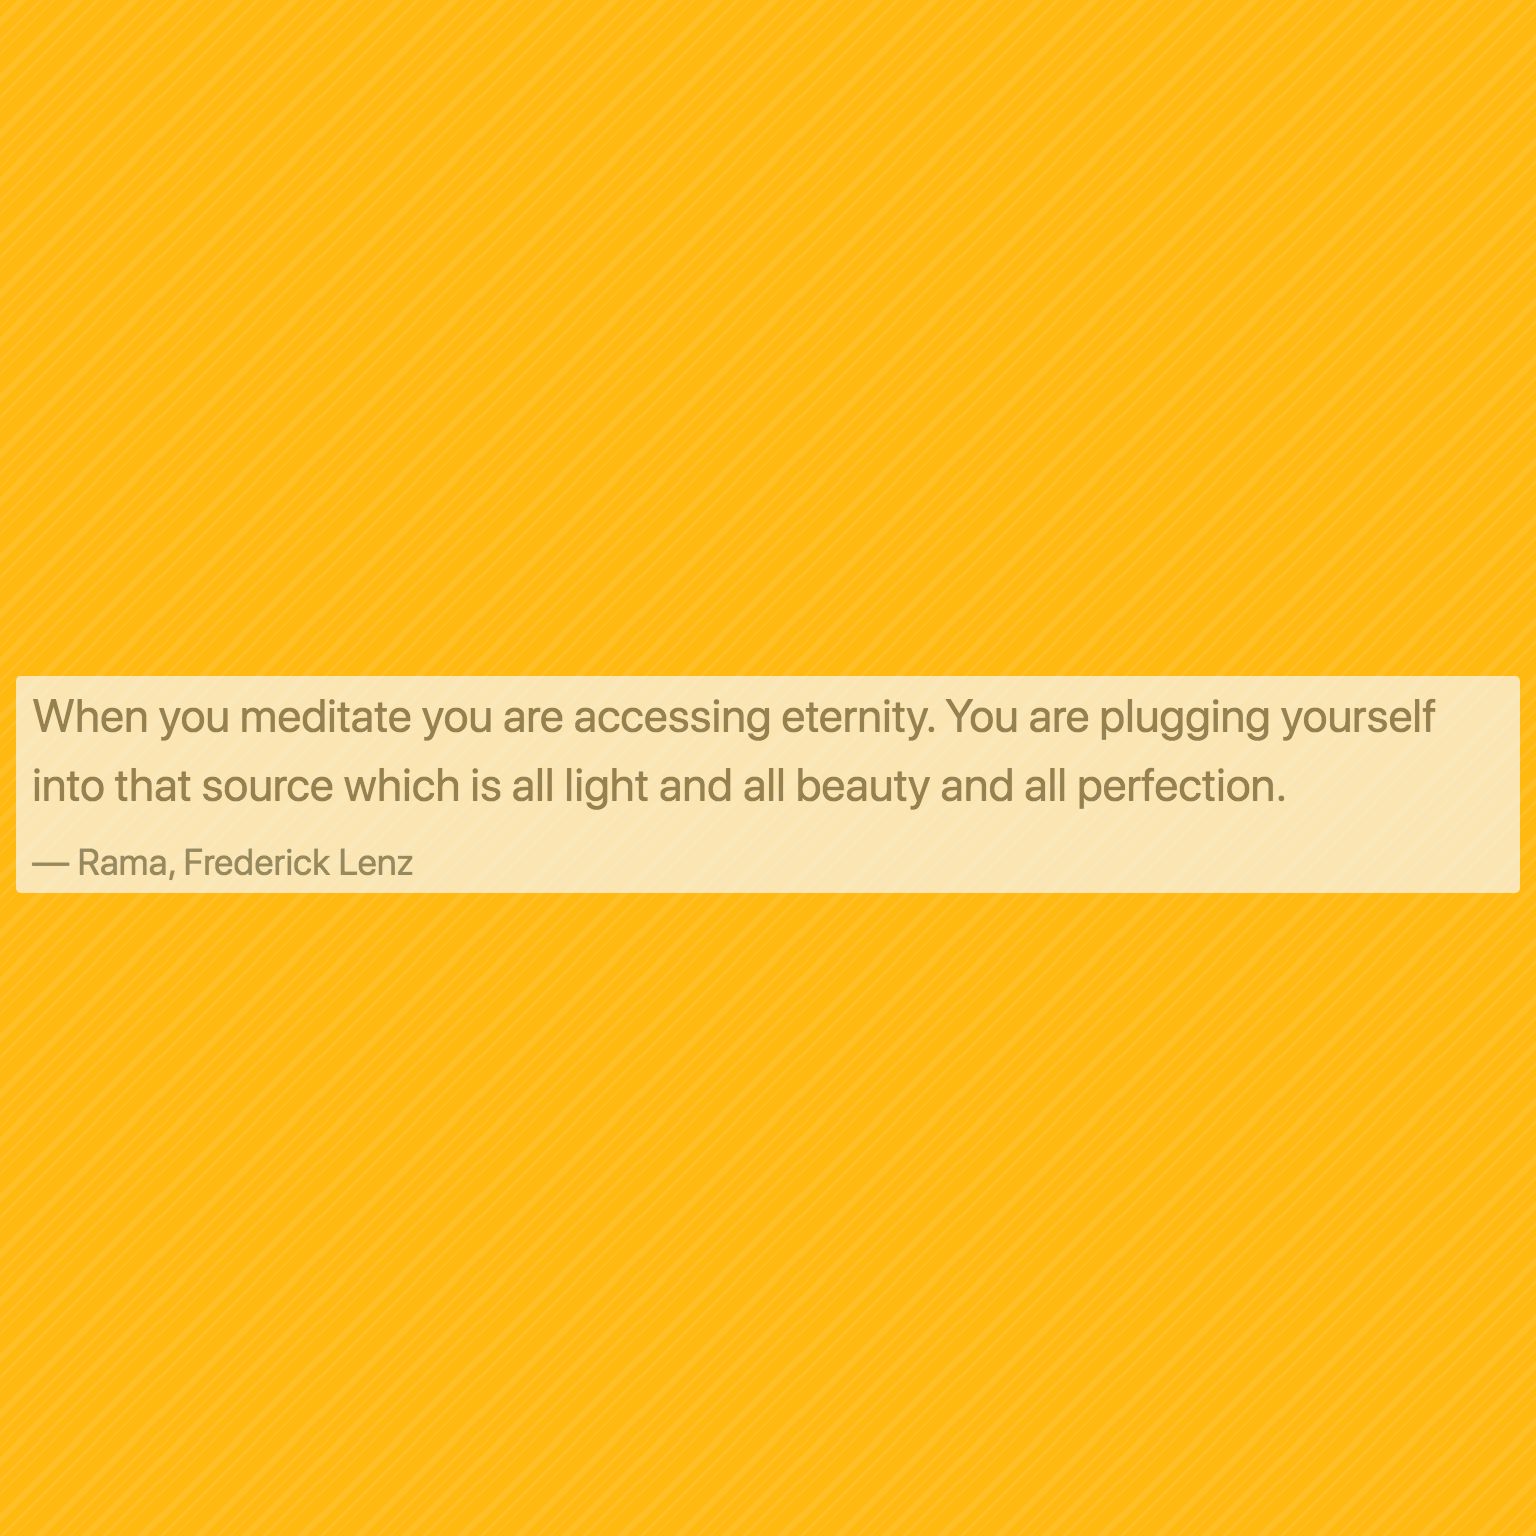 When you meditate you are accessing eternity. You are plugging yourself
into that source which is all light and all beauty and all perfection.
— Rama, Frederick Lenz